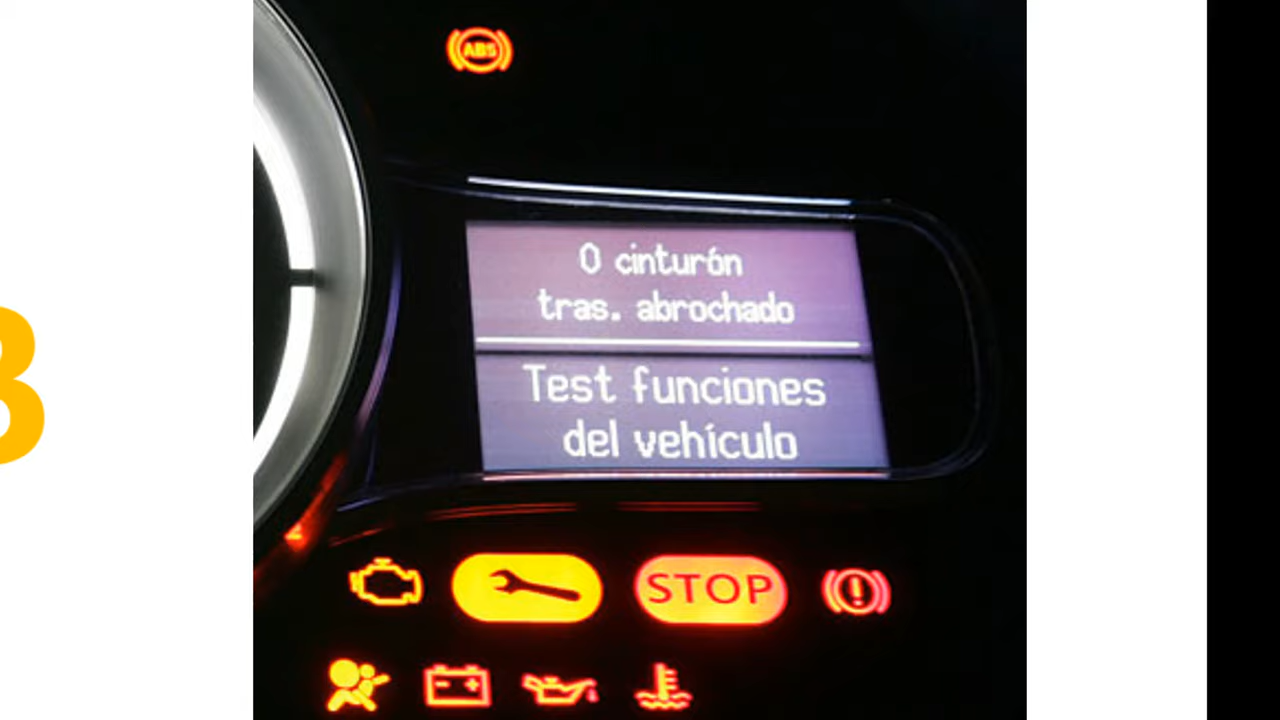 ABS
0 cinturón
tras. abrochado
Test funciones
del vehículo
STOP